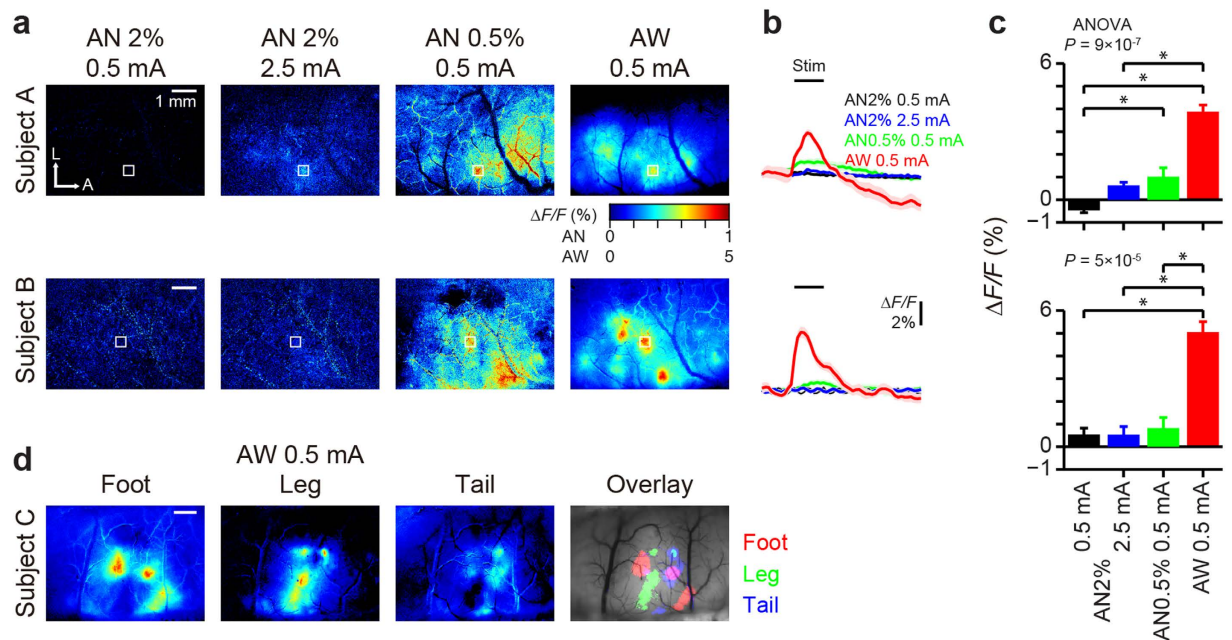 a
AN 2%
0.5 mA
AN 2%
2.5 mA
AN 0.5%
0.5 mA
AW
0.5 mA
Subject A
1 mm
L
A
ΔF/F (%)
AN 0 1
AW 0 5
Subject B
b
Stim
AN2% 0.5 mA
AN2% 2.5 mA
AN0.5% 0.5 mA
AW 0.5 mA
ΔF/F
2%
c
ANOVA
P = 9×10-7
*
*
*
6
0
−1
ΔF/F (%)
P = 5×10-5
*
*
*
6
0
−1
0.5 mA
2.5 mA
AN2%
AN0.5% 0.5 mA
AW 0.5 mA
d
AW 0.5 mA
Foot
Leg
Tail
Overlay
Subject C
Foot
Leg
Tail